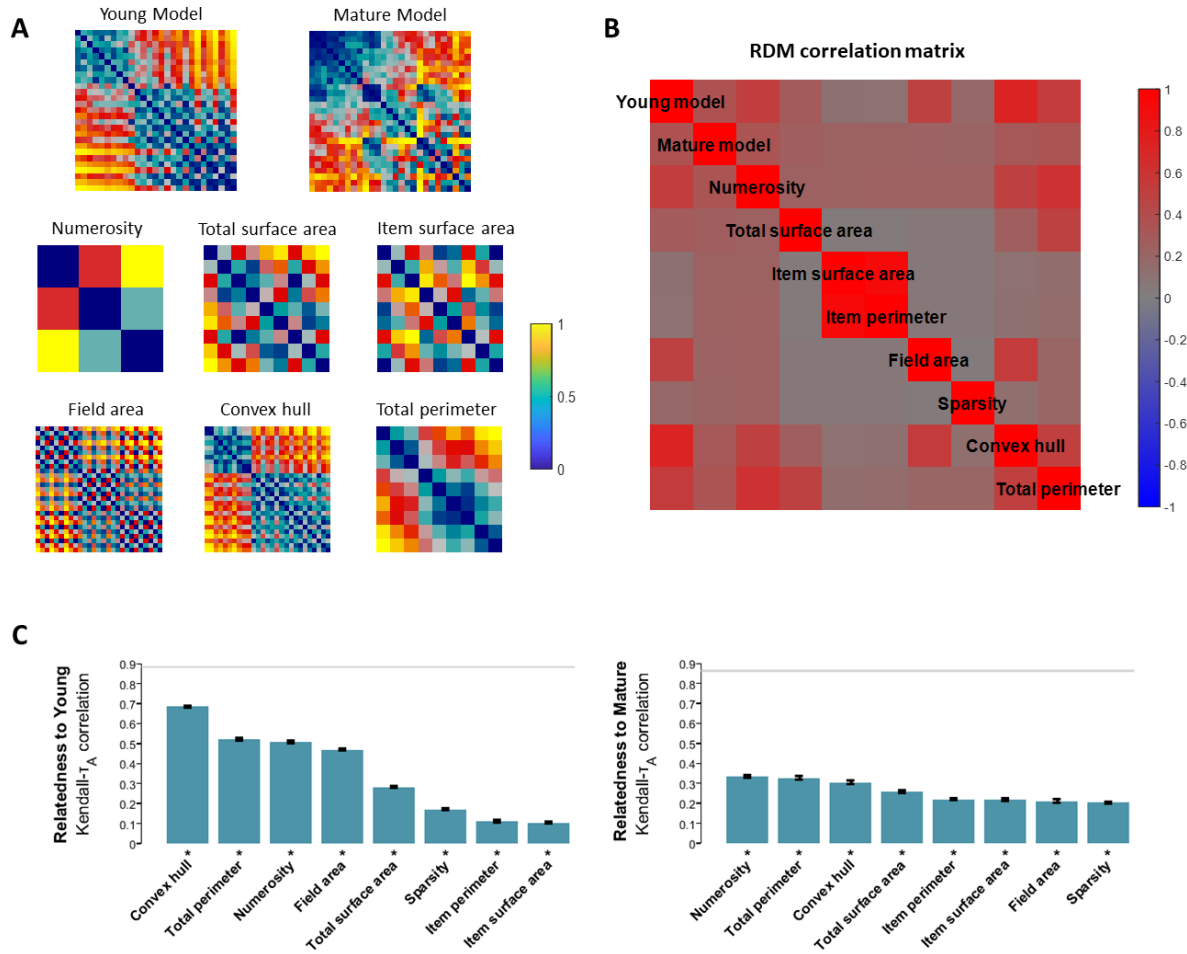 A
Young Model
Mature Model
Numerosity
Total surface area
Item surface area
1
0.5
0
Field area
Convex hull
Total perimeter
B
RDM correlation matrix
Young model
Mature model
Numerosity
Total surface area
Item surface area
Item perimeter
Field area
Sparsity
Convex hull
Total perimeter
1
0.8
0.6
0.4
0.2
0
-0.2
-0.4
-0.6
-0.8
-1
C
Relatedness to Young
Kendall-τA correlation
0.9
0.8
0.7
0.6
0.5
0.4
0.3
0.2
0.1
0
* * * * * * * *
Convex hull
Total perimeter
Numerosity
Field area
Total surface area
Sparsity
Item perimeter
Item surface area
Relatedness to Mature
Kendall-τA correlation
0.9
0.8
0.7
0.6
0.5
0.4
0.3
0.2
0.1
0
* * * * * * * *
Numerosity
Total perimeter
Convex hull
Total surface area
Item perimeter
Item surface area
Field area
Sparsity